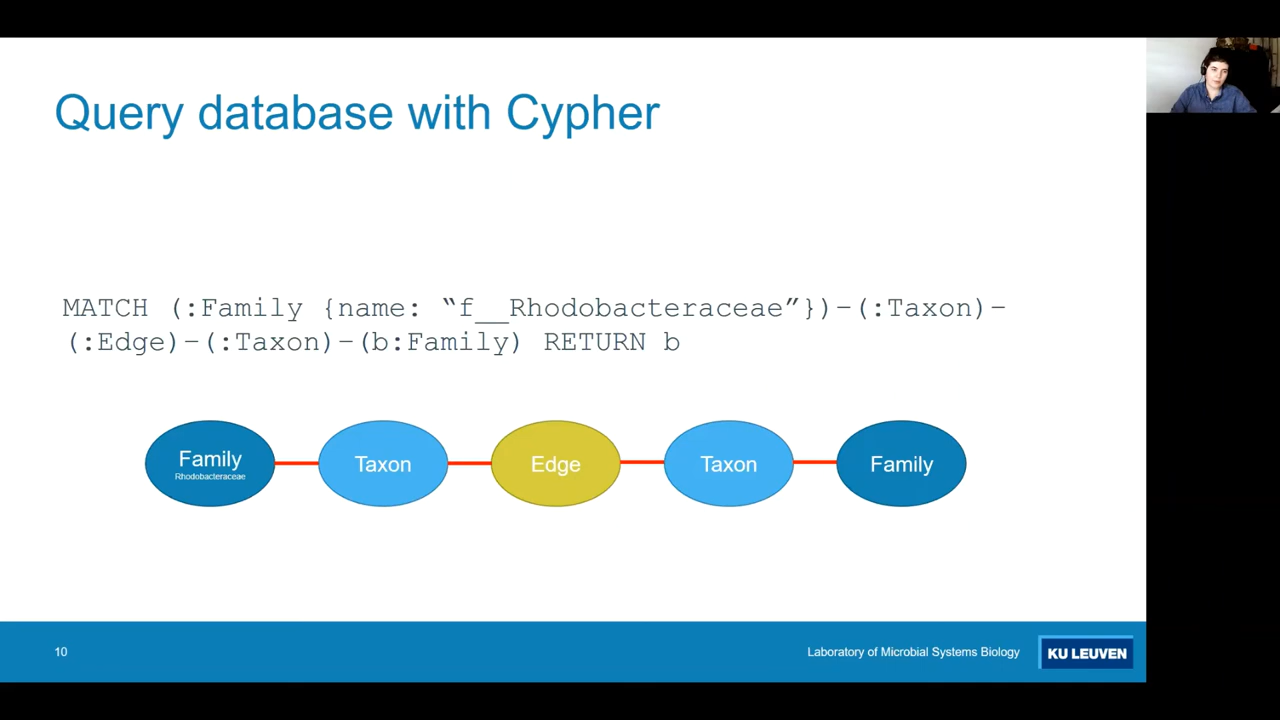 Query database with Cypher
MATCH (:Family {name: “f__Rhodobacteraceae”})–(:Taxon)–
(:Edge)–(:Taxon)–(b:Family) RETURN b
Family
Rhodobacteraceae
Taxon
Edge
Taxon
Family
10
Laboratory of Microbial Systems Biology
KU LEUVEN